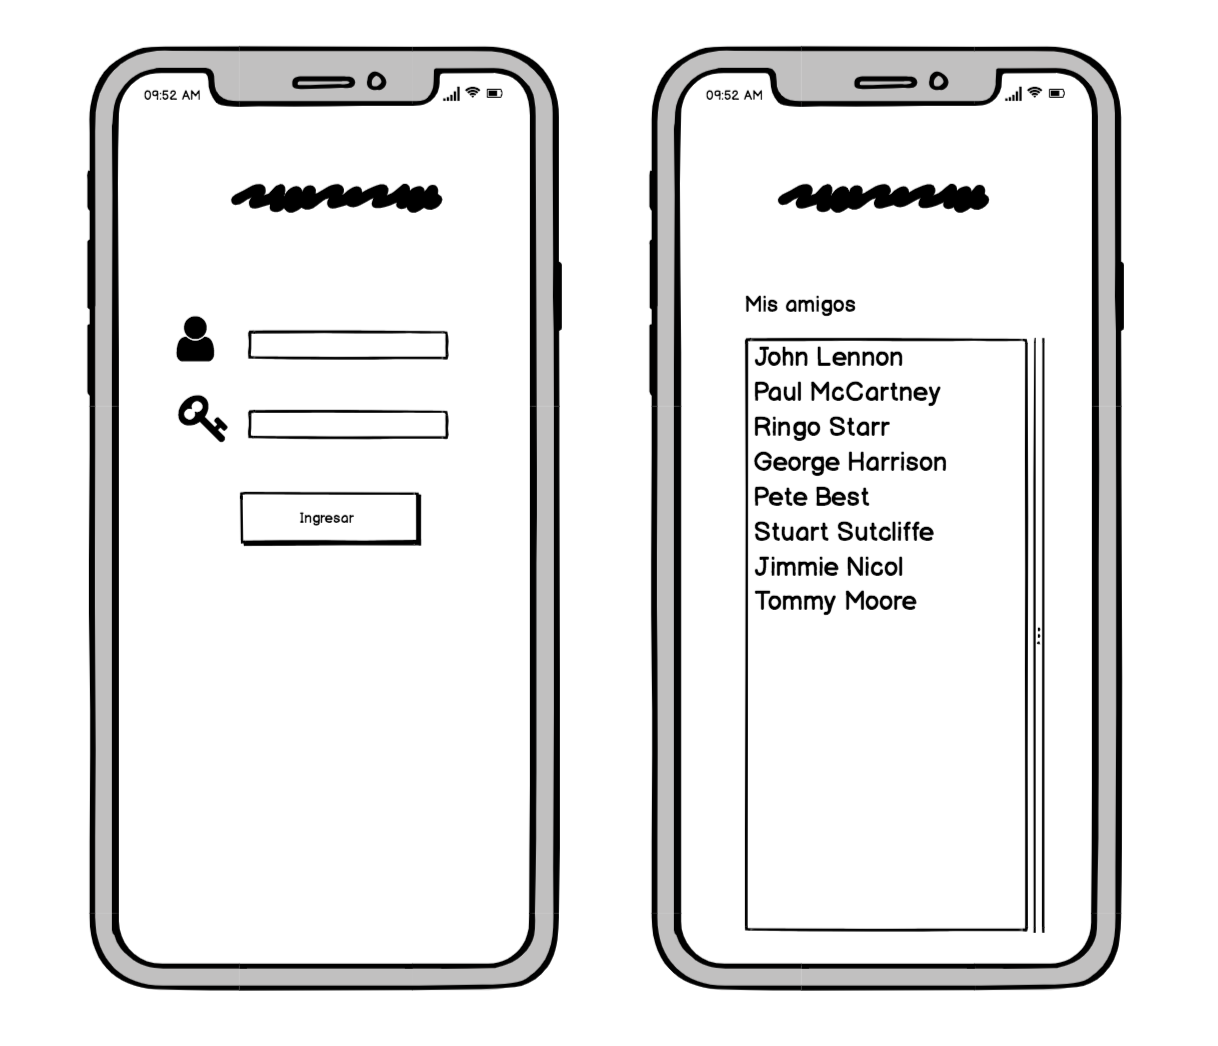 09:52 AM
Ingresar
09:52 AM
Mis amigos
John Lennon
Paul McCartney
Ringo Starr
George Harrison
Pete Best
Stuart Sutcliffe
Jimmie Nicol
Tommy Moore